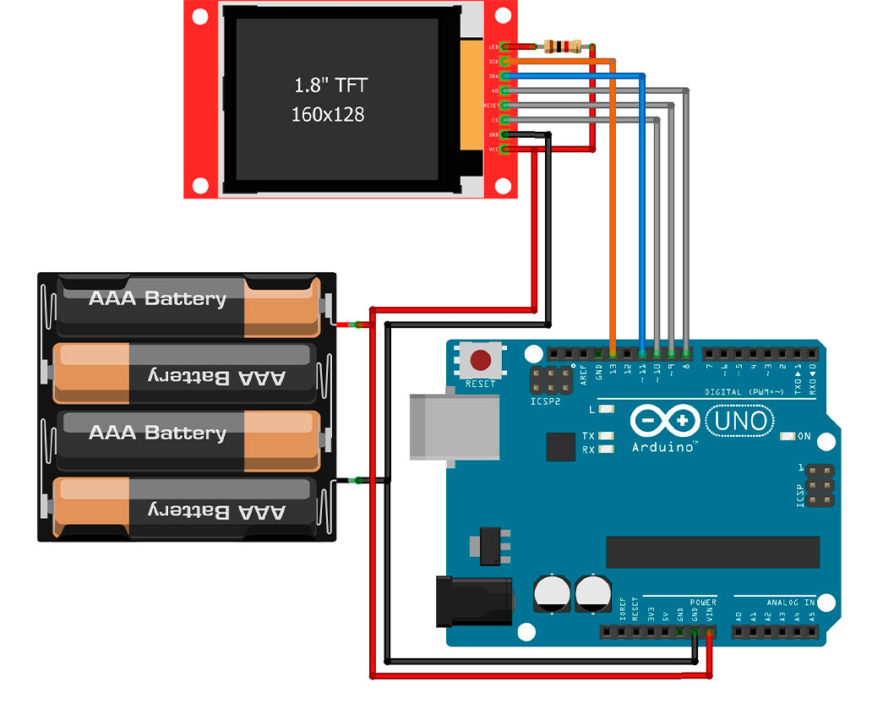 LED
SCK
SDA
A0
RESET
CS
GND
VCC
1.8" TFT
160x128
AAA Battery
AAA Battery
AAA Battery
AAA Battery
RESET
ICSP2
AREF
GND
13
12
~11
~10
~9
8
7
~6
~5
4
~3
2
TXD▶1
RXD◀0
DIGITAL (PWM=~)
L
TX
RX
UNO
Arduino™
ON
1
ICSP
POWER
ANALOG IN
IOREF
RESET
3V3
5V
GND
GND
VIN
A0
A1
A2
A3
A4
A5